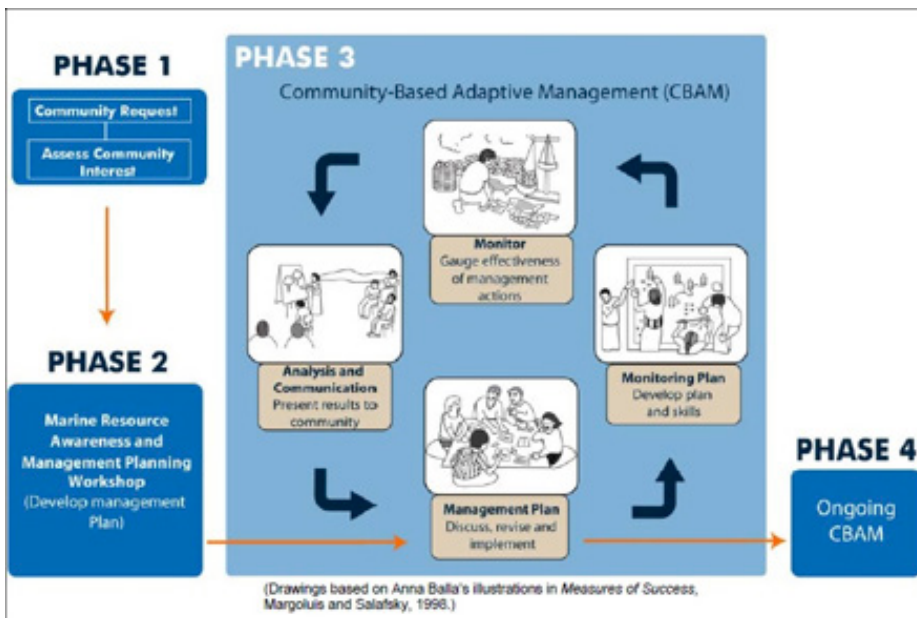 PHASE 1
Community Request
Assess Community
Interest
PHASE 2
Marine Resource
Awareness and
Management Planning
Workshop
(Develop management
Plan)
PHASE 3
Community-Based Adaptive Management (CBAM)
Monitor
Gauge effectiveness
of management
actions
Analysis and
Communication
Present results to
community
Monitoring Plan
Develop plan
and skills
Management Plan
Discuss, revise and
implement
PHASE 4
Ongoing
CBAM
(Drawings based on Anna Balla's illustrations in Measures of Success,
Margoluis and Salafsky, 1998.)